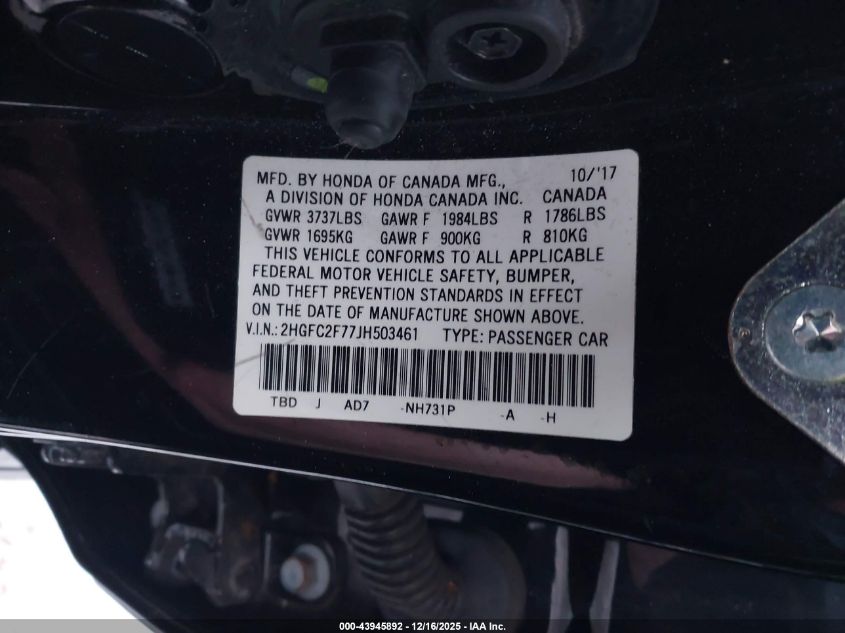 MFD. BY HONDA OF CANADA MFG., 10/'17
A DIVISION OF HONDA CANADA INC. CANADA
GVWR 3737LBS GAWR F 1984LBS R 1786LBS
GVWR 1695KG GAWR F 900KG R 810KG
THIS VEHICLE CONFORMS TO ALL APPLICABLE
FEDERAL MOTOR VEHICLE SAFETY, BUMPER,
AND THEFT PREVENTION STANDARDS IN EFFECT
ON THE DATE OF MANUFACTURE SHOWN ABOVE.
V.I.N.: 2HGFC2F77JH503461 TYPE: PASSENGER CAR
TBD J AD7 -NH731P -A -H
000-43945892 - 12/16/2025 - IAA Inc.